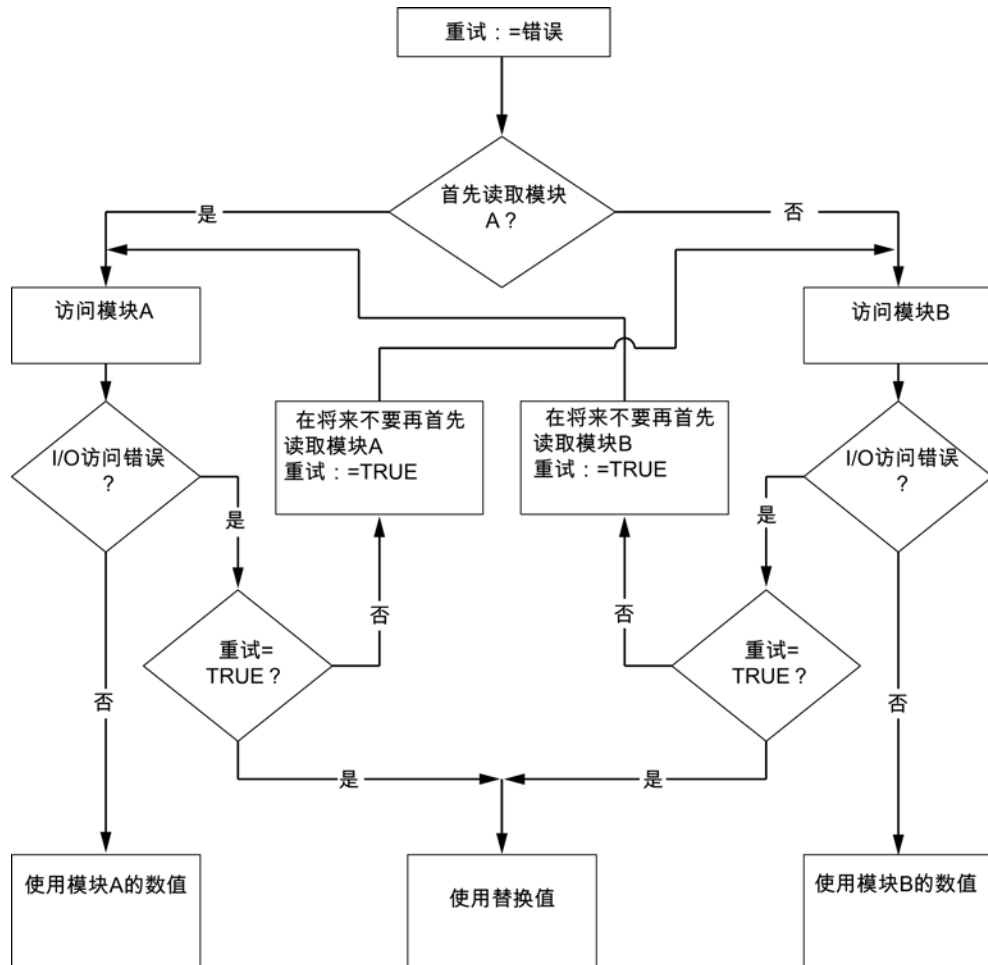 重试：=错误
首先读取模块
A？
是
否
访问模块A
访问模块B
在将来不要再首先
读取模块A
重试：=TRUE
在将来不要再首先
读取模块B
重试：=TRUE
I/O访问错误
？
I/O访问错误
？
是
是
否
否
重试=
TRUE？
重试=
TRUE？
否
否
是
是
使用模块A的数值
使用替换值
使用模块B的数值